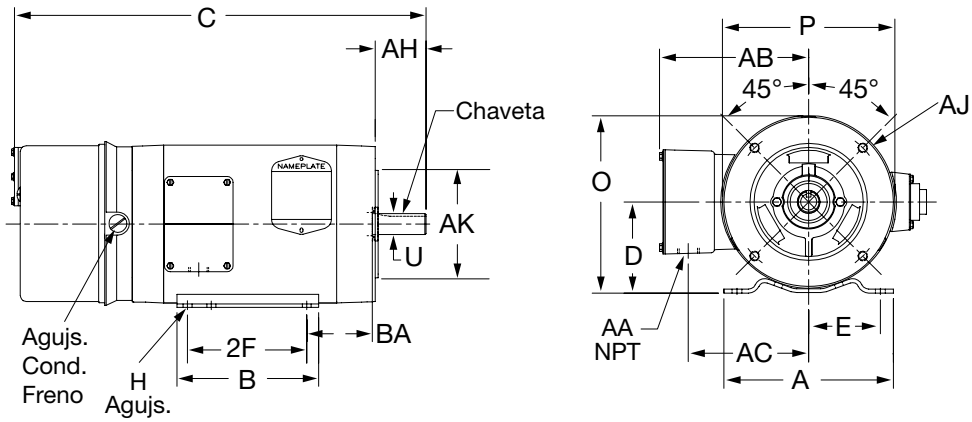 C
AH
Chaveta
NAMEPLATE
AK
U
BA
2F
B
Agujs.
Cond.
Freno
H
Agujs.
P
AB
45°
45°
AJ
O
D
E
AA
NPT
AC
A